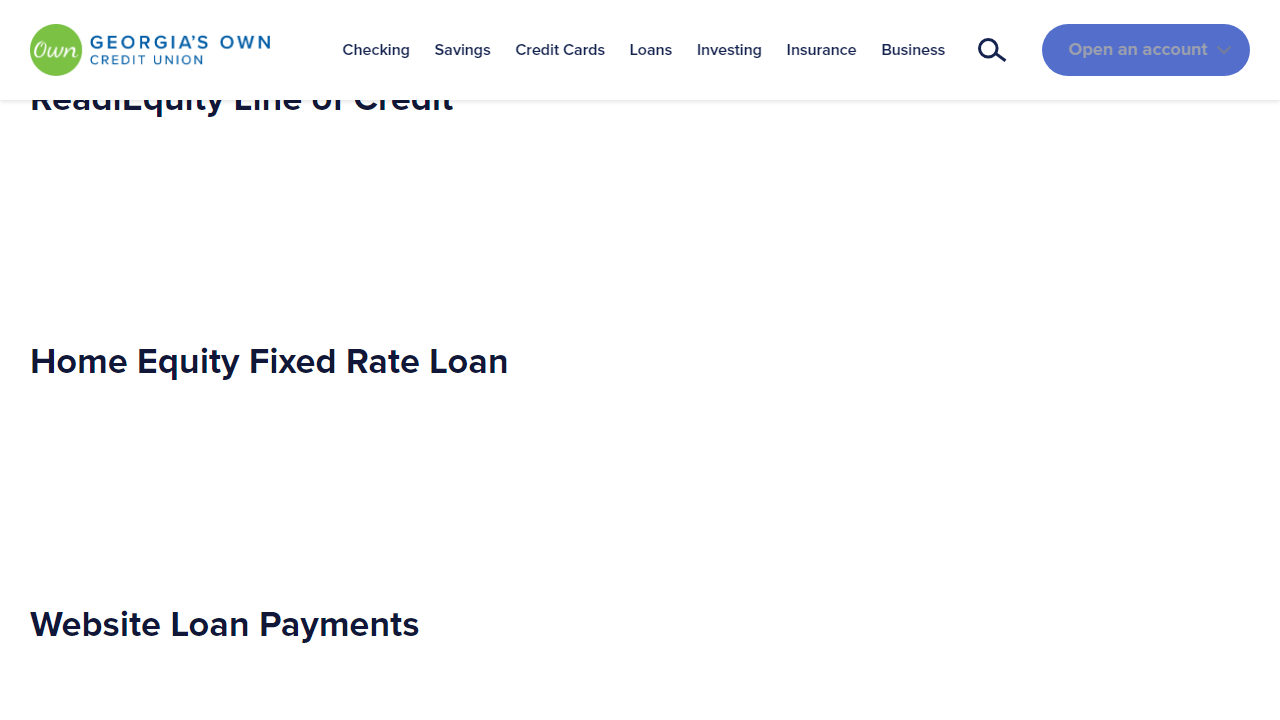 Own GEORGIA'S OWN
CREDIT UNION
Checking Savings Credit Cards Loans Investing Insurance Business Open an account
ReadiEquity Line of Credit
Home Equity Fixed Rate Loan
Website Loan Payments